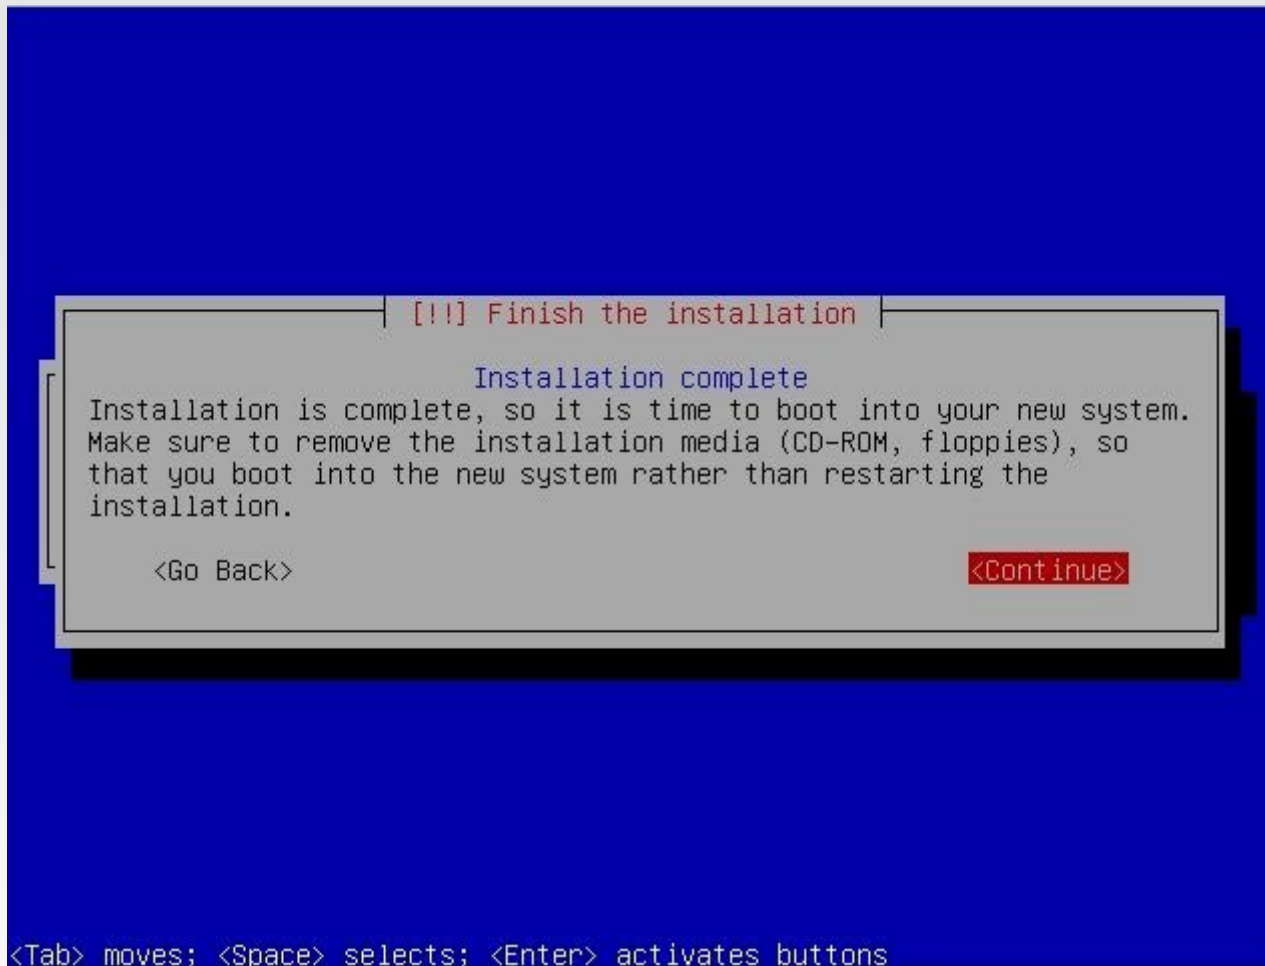 [!!] Finish the installation
Installation complete
Installation is complete, so it is time to boot into your new system.
Make sure to remove the installation media (CD-ROM, floppies), so
that you boot into the new system rather than restarting the
installation.
<Go Back> <Continue>
<Tab> moves; <Space> selects; <Enter> activates buttons